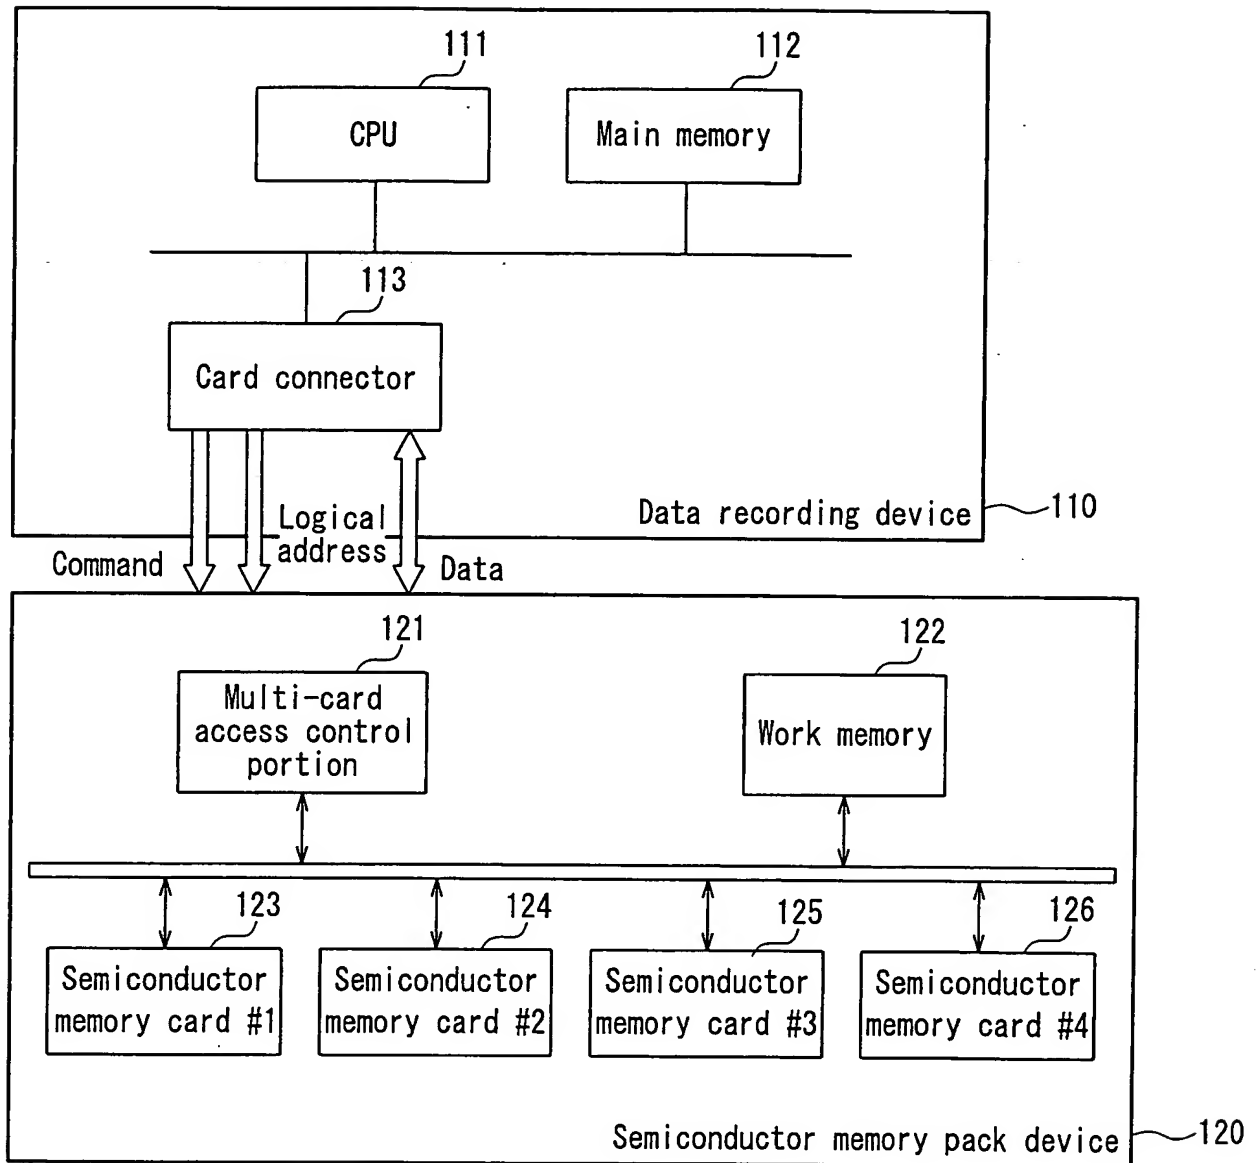 111
112
CPU
Main memory
113
Card connector
Logical
address
Data recording device
110
Command
Data
121
122
Multi-card
access control
portion
Work memory
123
124
125
126
Semiconductor
memory card #1
Semiconductor
memory card #2
Semiconductor
memory card #3
Semiconductor
memory card #4
Semiconductor memory pack device
120